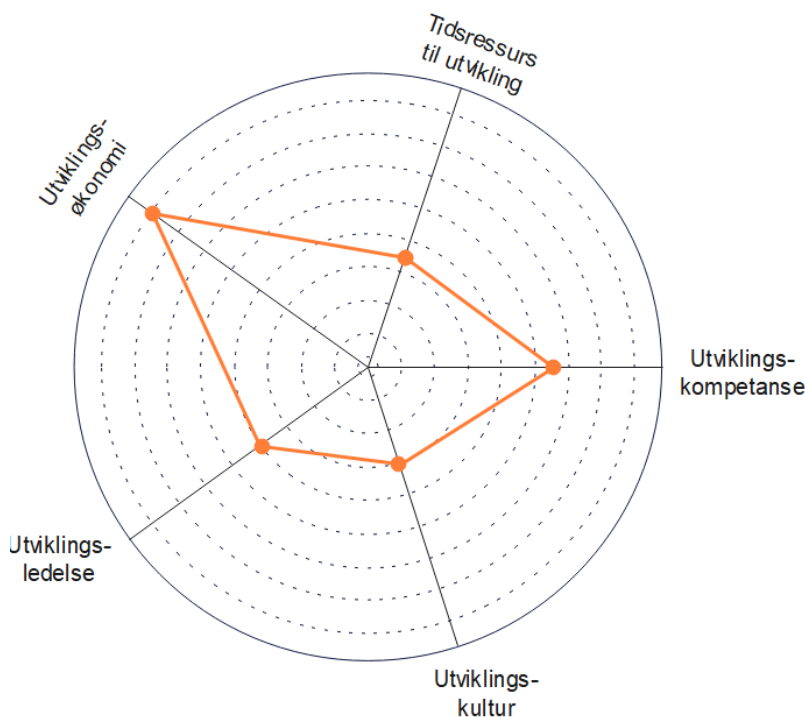 Tidsressurs
til utvikling
Utviklings-
økonomi
Utviklings-
kompetanse
Utviklings-
ledelse
Utviklings-
kultur